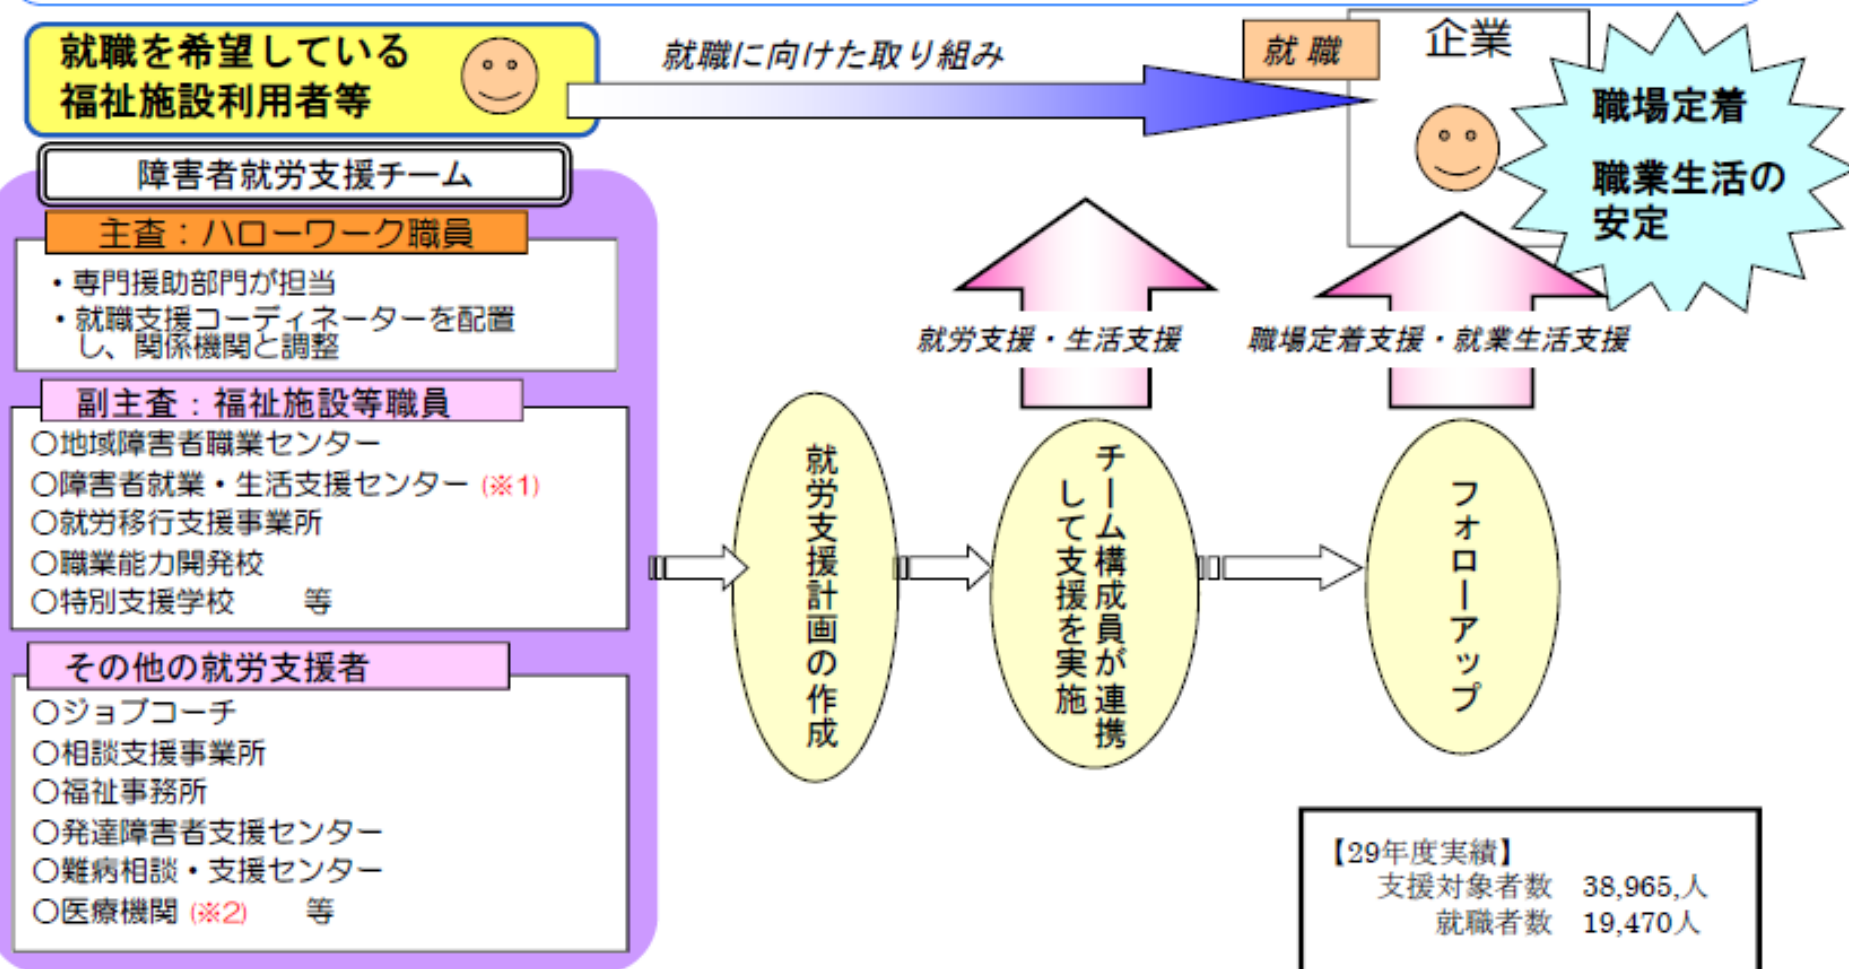 就職を希望している
福祉施設利用者等
就職に向けた取り組み
就 職
企業
職場定着
職業生活の
安定
障害者就労支援チーム
主査：ハローワーク職員
・専門援助部門が担当
・就職支援コーディネーターを配置
し、関係機関と調整
副主査：福祉施設等職員
○地域障害者職業センター
○障害者就業・生活支援センター (※1)
○就労移行支援事業所
○職業能力開発校
○特別支援学校　　等
その他の就労支援者
○ジョブコーチ
○相談支援事業所
○福祉事務所
○発達障害者支援センター
○難病相談・支援センター
○医療機関 (※2)　　等
就労支援・生活支援
職場定着支援・就業生活支援
就労支援計画の作成
チーム構成員が連携
して支援を実施
フォローアップ
【29年度実績】
支援対象者数　38,965,人
就職者数　19,470人